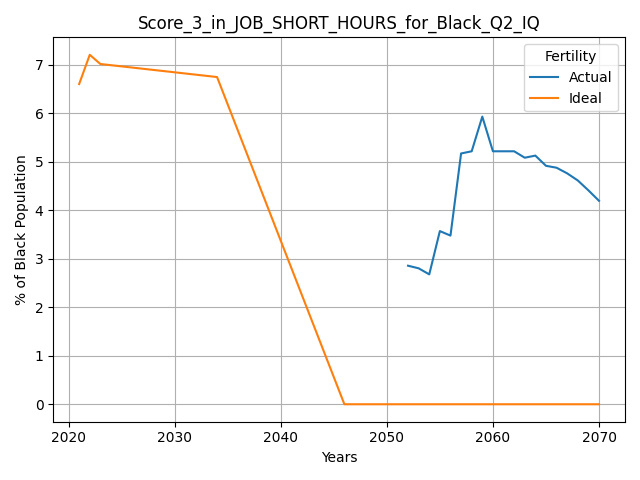 Score_3_in_JOB_SHORT_HOURS_for_Black_Q2_IQ
Fertility
Actual
Ideal
% of Black Population
7
6
5
4
3
2
1
0
2020 2030 2040 2050 2060 2070
Years